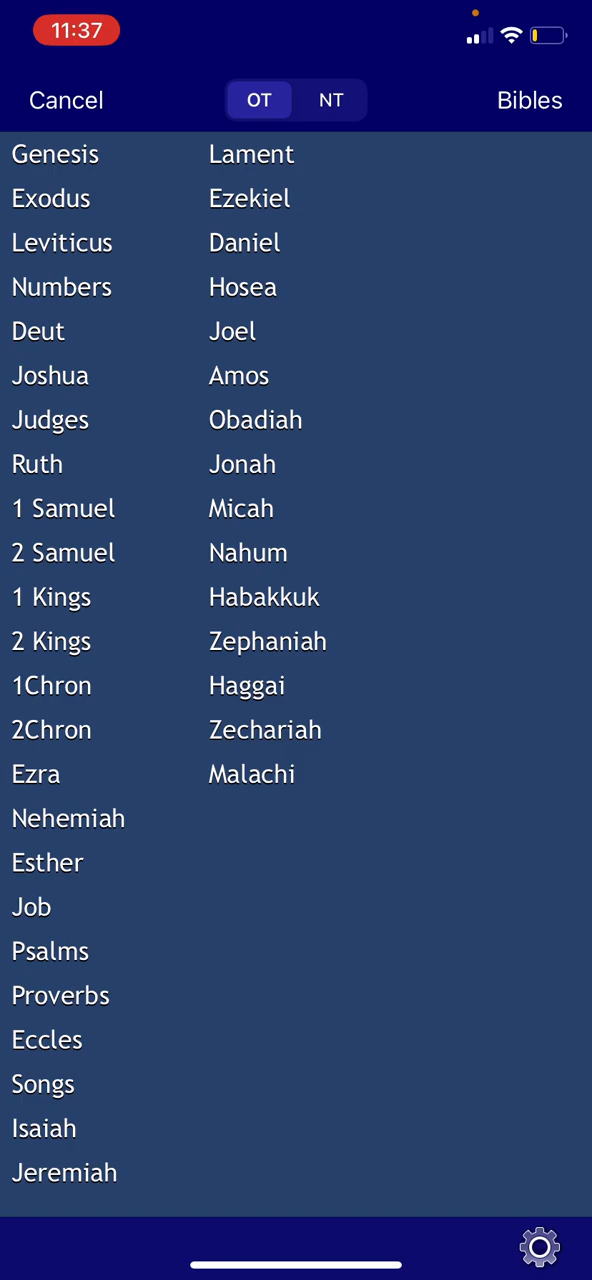 11:37
Cancel
OT
NT
Bibles
Genesis
Exodus
Leviticus
Numbers
Deut
Joshua
Judges
Ruth
1 Samuel
2 Samuel
1 Kings
2 Kings
1Chron
2Chron
Ezra
Nehemiah
Esther
Job
Psalms
Proverbs
Eccles
Songs
Isaiah
Jeremiah
Lament
Ezekiel
Daniel
Hosea
Joel
Amos
Obadiah
Jonah
Micah
Nahum
Habakkuk
Zephaniah
Haggai
Zechariah
Malachi